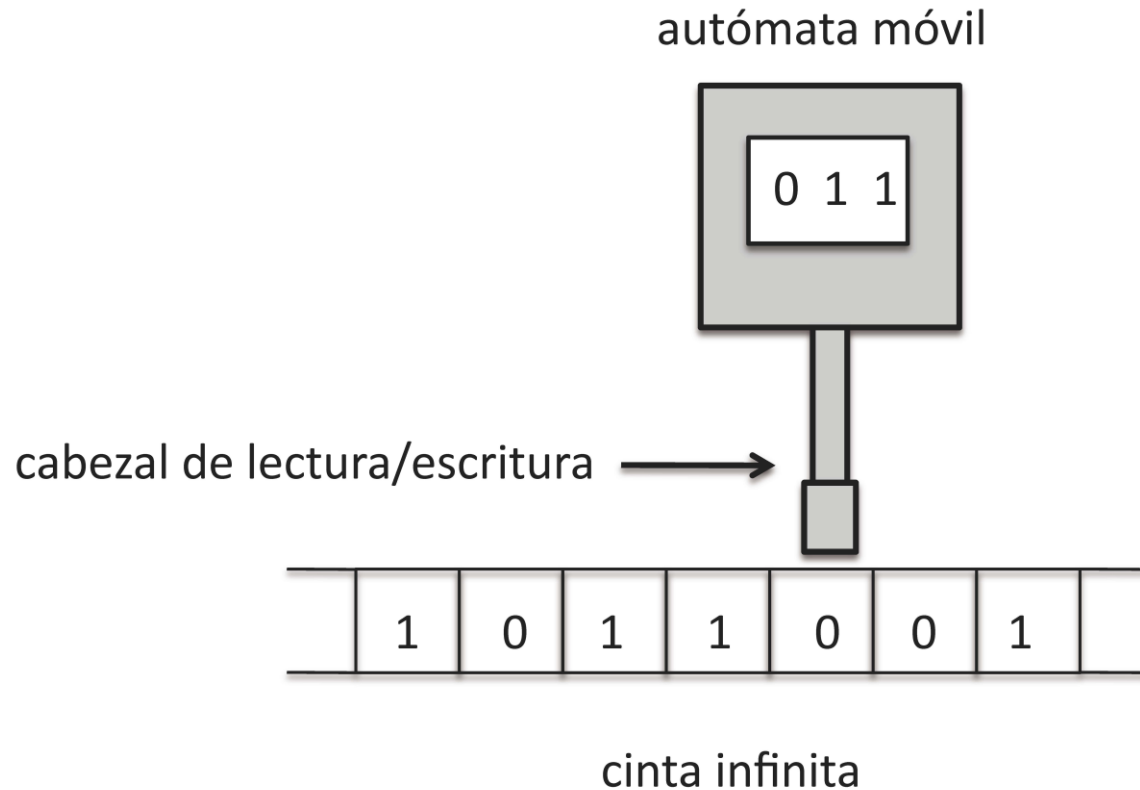 autómata móvil
0 1 1
cabezal de lectura/escritura
1 0 1 1 0 0 1
cinta infinita